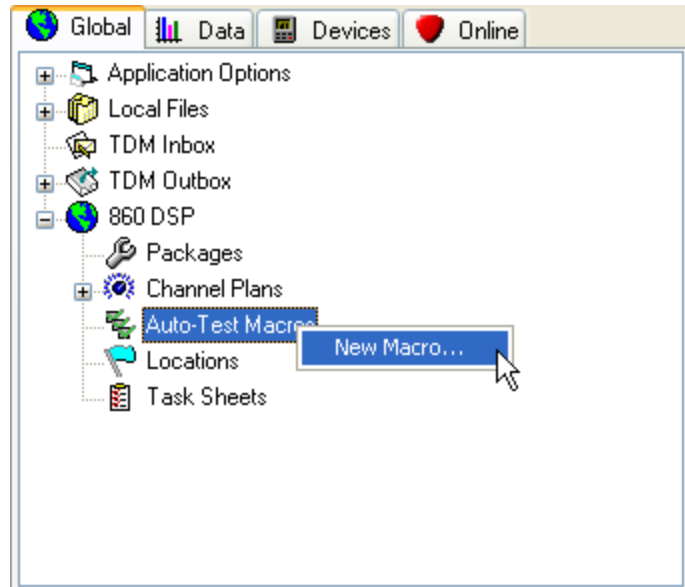 Global Data Devices Online
Application Options
Local Files
TDM Inbox
TDM Outbox
860 DSP
Packages
Channel Plans
Auto-Test Macros
New Macro...
Locations
Task Sheets